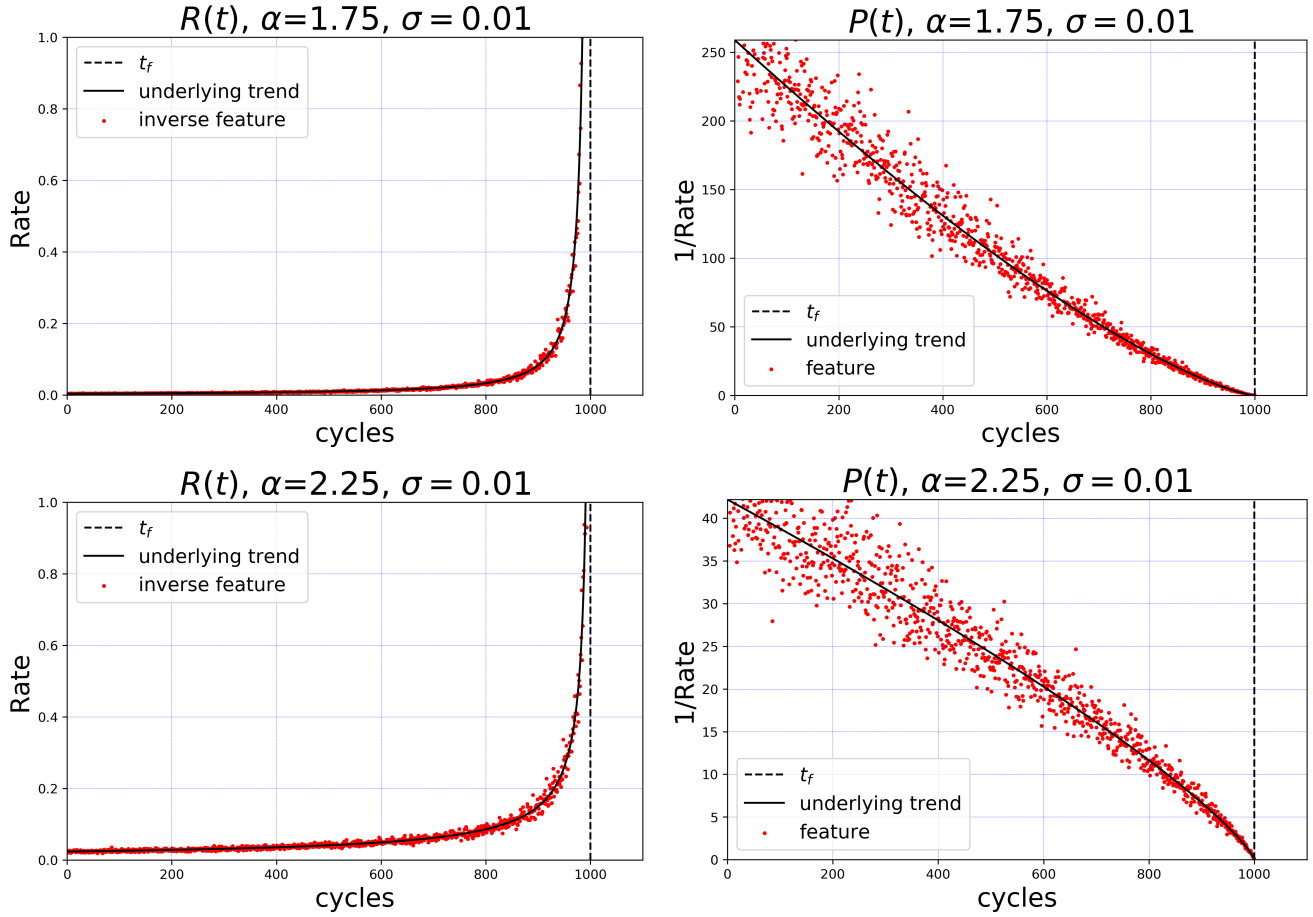 R(t), α=1.75, σ = 0.01
Rate
1.0
0.8
0.6
0.4
0.2
0.0
t_f
underlying trend
inverse feature
0 200 400 600 800 1000
cycles
P(t), α=1.75, σ = 0.01
1/Rate
250
200
150
100
50
0
t_f
underlying trend
feature
0 200 400 600 800 1000
cycles
R(t), α=2.25, σ = 0.01
Rate
1.0
0.8
0.6
0.4
0.2
0.0
t_f
underlying trend
inverse feature
0 200 400 600 800 1000
cycles
P(t), α=2.25, σ = 0.01
1/Rate
40
35
30
25
20
15
10
5
0
t_f
underlying trend
feature
0 200 400 600 800 1000
cycles